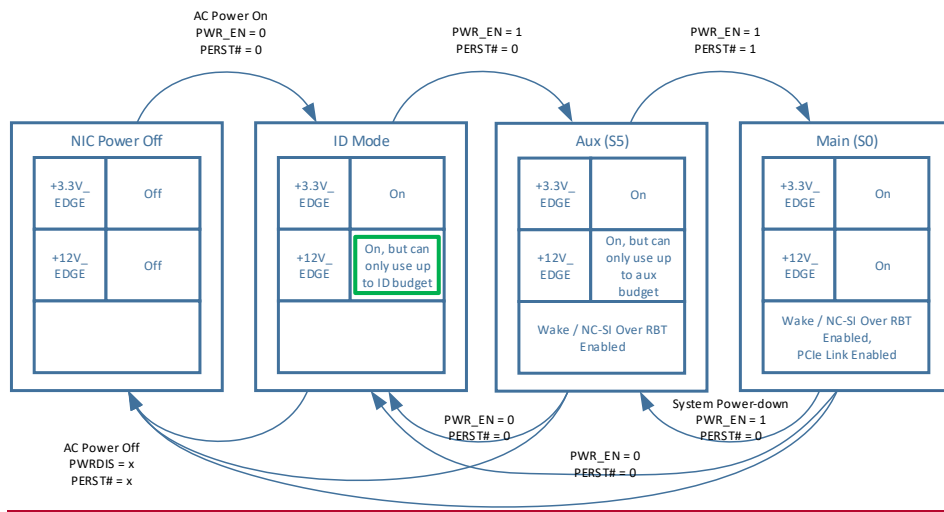 AC Power On
PWR_EN = 0
PERST# = 0
PWR_EN = 1
PERST# = 0
PWR_EN = 1
PERST# = 1
NIC Power Off
+3.3V_
EDGE
Off
+12V_
EDGE
Off
ID Mode
+3.3V_
EDGE
On
+12V_
EDGE
On, but can
only use up
to ID budget
Aux (S5)
+3.3V_
EDGE
On
+12V_
EDGE
On, but can
only use up
to aux
budget
Wake / NC-SI Over RBT
Enabled
Main (S0)
+3.3V_
EDGE
On
+12V_
EDGE
On
Wake / NC-SI Over RBT
Enabled,
PCIe Link Enabled
AC Power Off
PWRDIS = x
PERST# = x
PWR_EN = 0
PERST# = 0
PWR_EN = 0
PERST# = 0
System Power-down
PWR_EN = 1
PERST# = 0